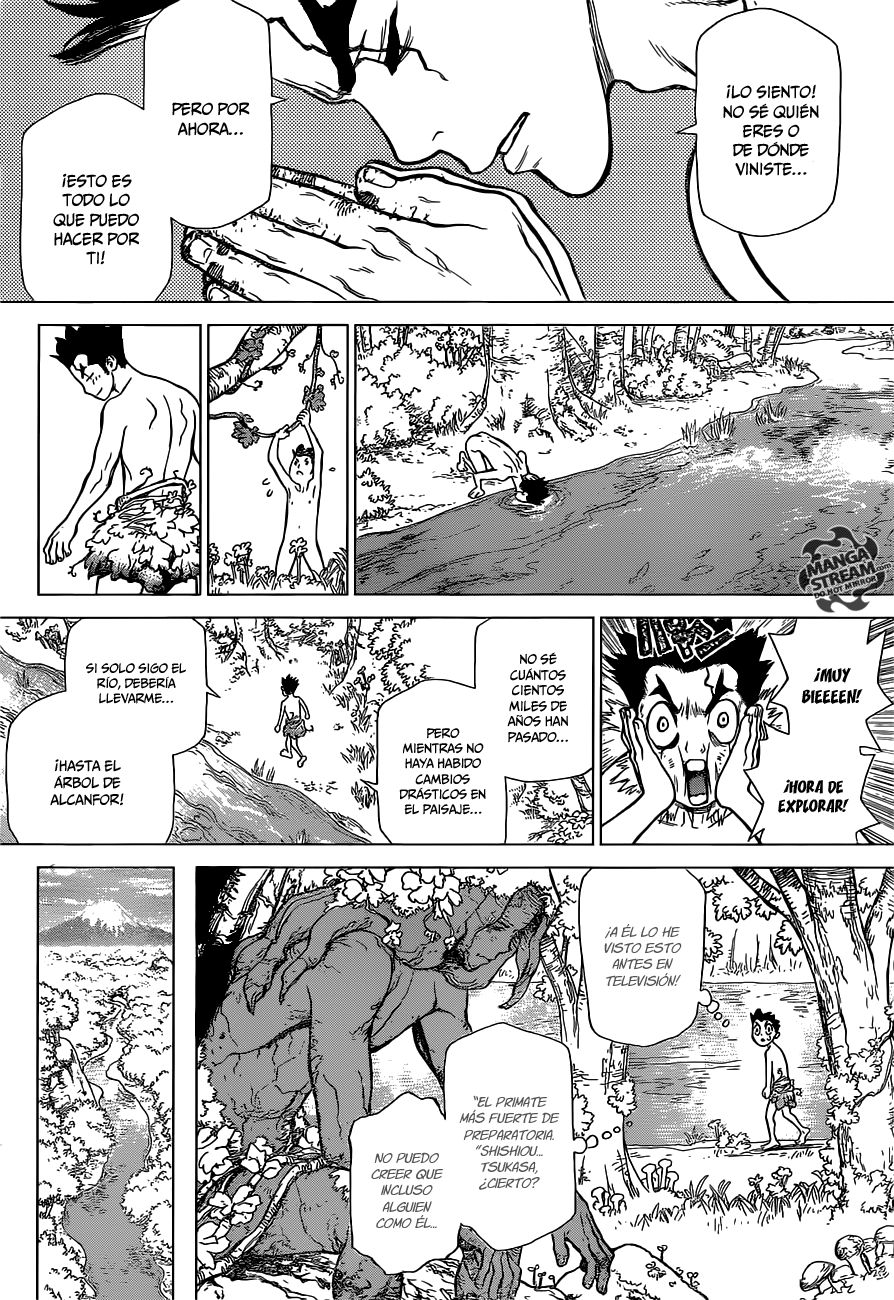 ¡LO SIENTO!
NO SÉ QUIÉN
ERES O
DE DÓNDE
VINISTE...
PERO POR
AHORA...
¡ESTO ES
TODO LO
QUE PUEDO
HACER POR
TI!
MANGA
STREAM
DO NOT MIRROR
¡MUY
BIEEEEN!
¡HORA DE
EXPLORAR!
NO SÉ
CUÁNTOS
CIENTOS
MILES DE
AÑOS HAN
PASADO...
PERO
MIENTRAS NO
HAYA HABIDO
CAMBIOS
DRÁSTICOS EN
EL PAISAJE...
SI SOLO SIGO EL
RÍO, DEBERÍA
LLEVARME...
¡HASTA EL
ÁRBOL DE
ALCANFOR!
¡A ÉL LO HE
VISTO ESTO
ANTES EN
TELEVISIÓN!
"EL PRIMATE
MÁS FUERTE DE
PREPARATORIA.
"SHISHIOU...
TSUKASA,
¿CIERTO?
NO PUEDO
CREER QUE
INCLUSO
ALGUIEN
COMO ÉL...